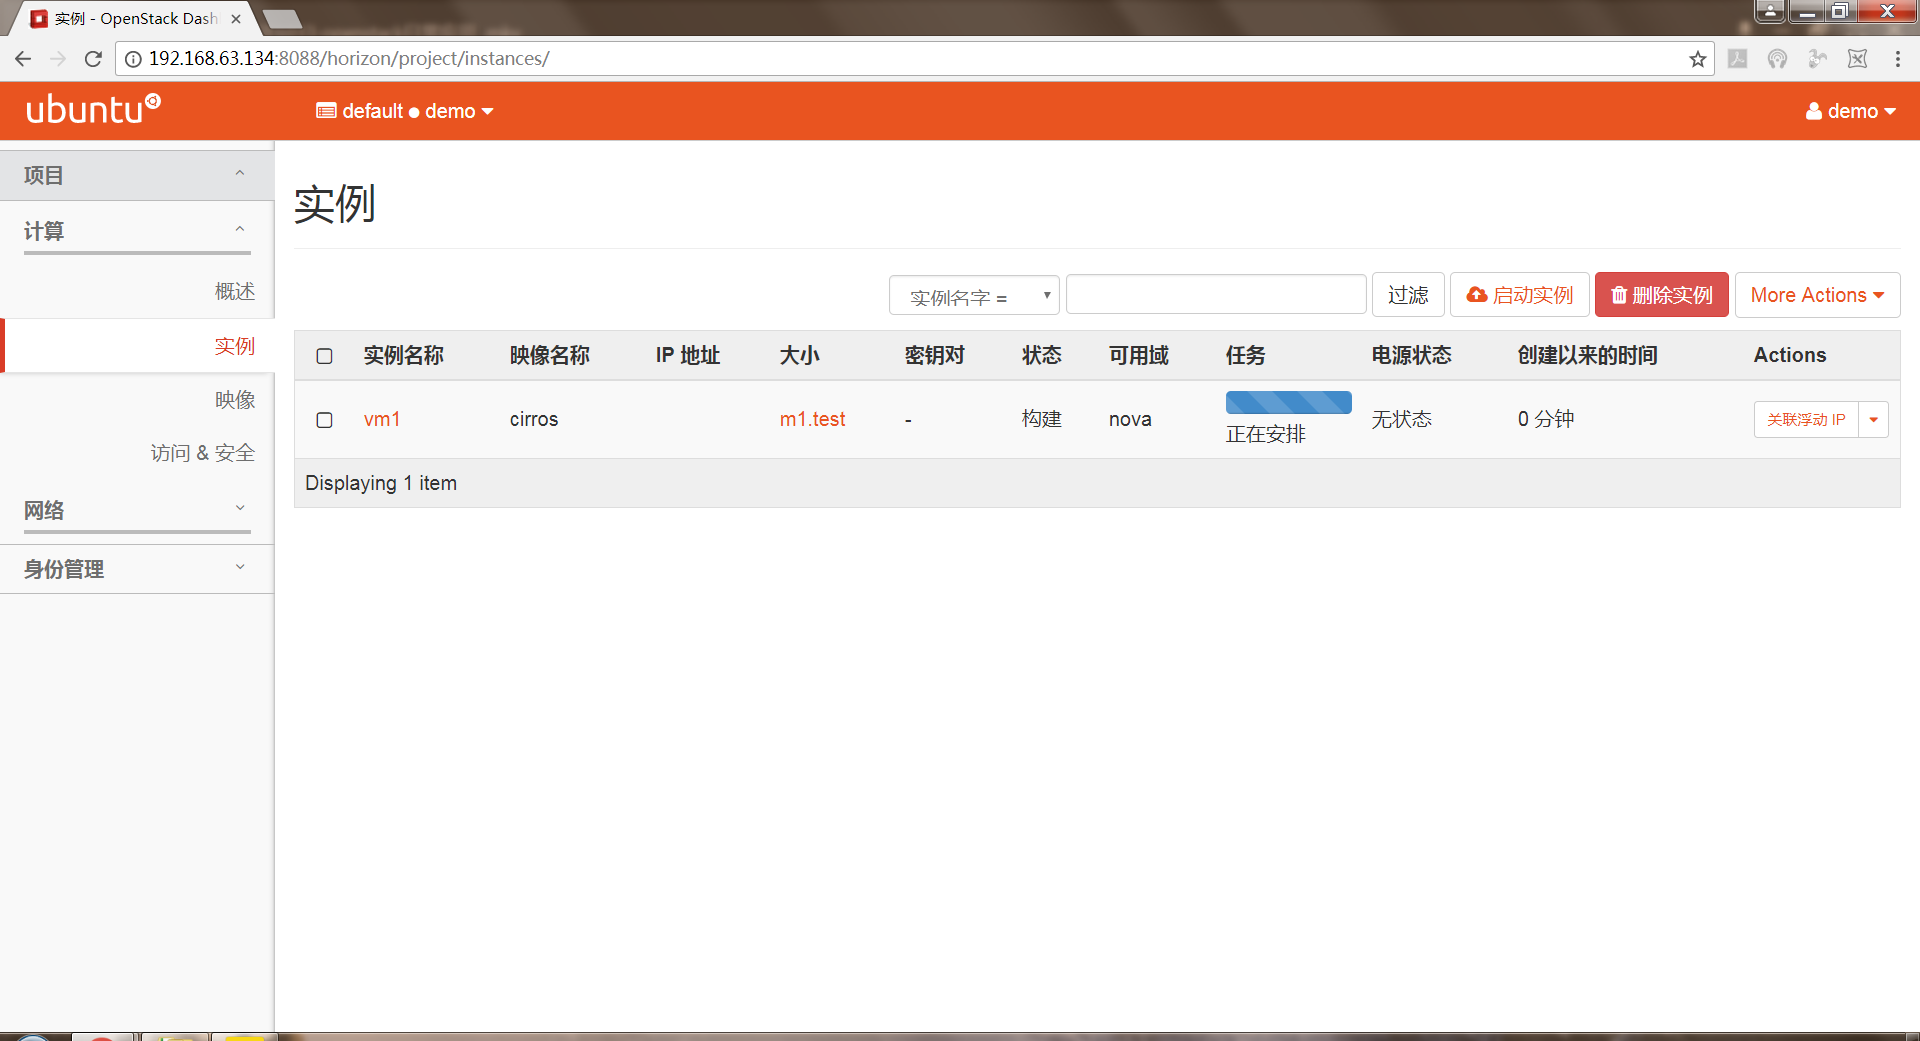 实例 - OpenStack Dash
192.168.63.134:8088/horizon/project/instances/
ubuntu
default ● demo
demo
项目
计算
概述
实例
映像
访问 & 安全
网络
身份管理
实例
实例名字 =
过滤
启动实例
删除实例
More Actions
实例名称 映像名称 IP 地址 大小 密钥对 状态 可用域 任务 电源状态 创建以来的时间 Actions
vm1 cirros m1.test - 构建 nova 正在安排 无状态 0 分钟 关联浮动 IP
Displaying 1 item